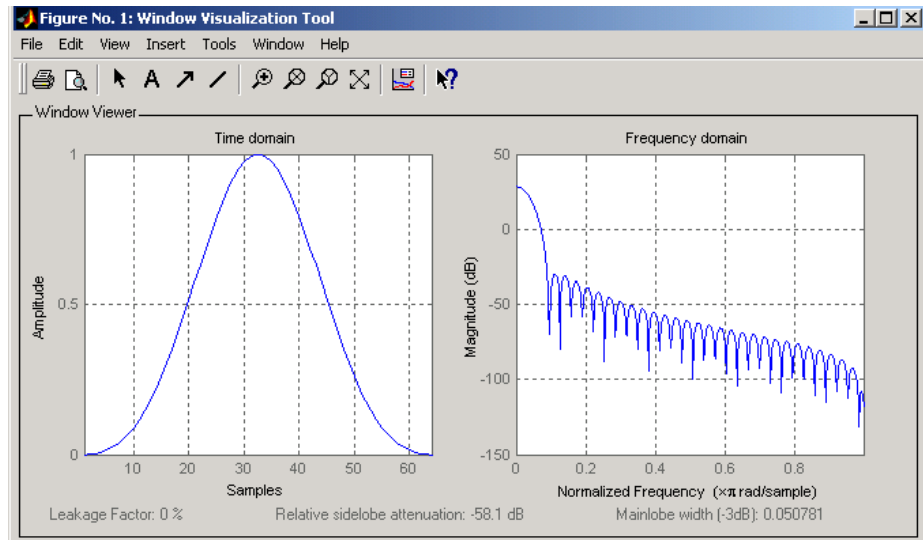 Figure No. 1: Window Visualization Tool
File Edit View Insert Tools Window Help
A
?
Window Viewer
Time domain
1
0.5
0
10 20 30 40 50 60
Amplitude
Samples
Frequency domain
50
0
-50
-100
-150
0 0.2 0.4 0.6 0.8
Magnitude (dB)
Normalized Frequency (×π rad/sample)
Leakage Factor: 0 % Relative sidelobe attenuation: -58.1 dB Mainlobe width (-3dB): 0.050781